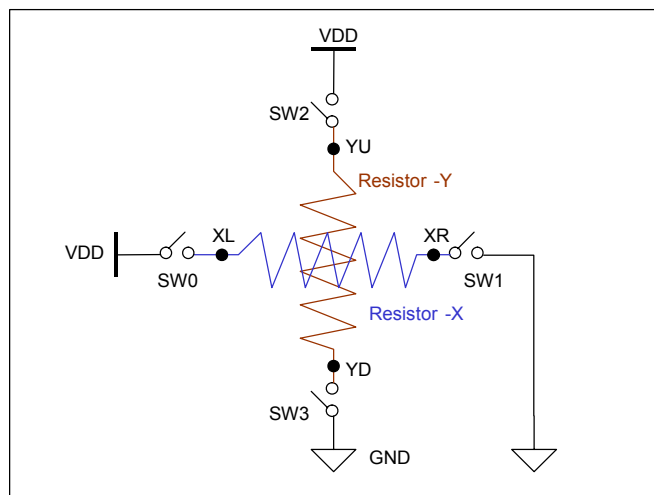 VDD
SW2
YU
Resistor -Y
XL
XR
VDD
SW0
SW1
Resistor -X
YD
SW3
GND